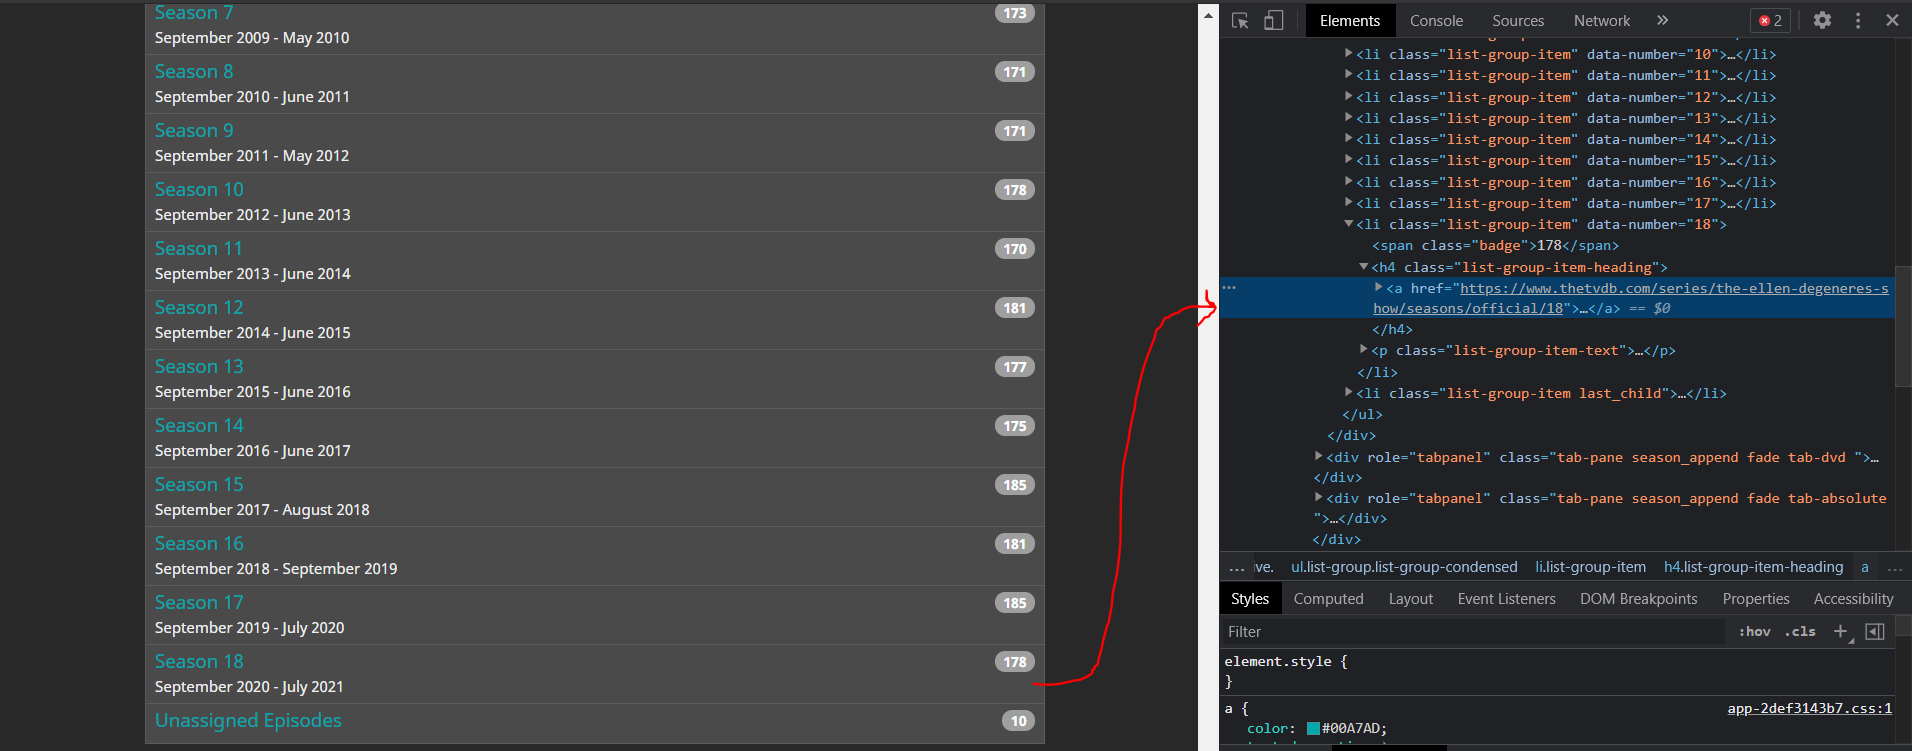 Season 7
173
September 2009 - May 2010
Season 8
171
September 2010 - June 2011
Season 9
171
September 2011 - May 2012
Season 10
178
September 2012 - June 2013
Season 11
170
September 2013 - June 2014
Season 12
181
September 2014 - June 2015
Season 13
177
September 2015 - June 2016
Season 14
175
September 2016 - June 2017
Season 15
185
September 2017 - August 2018
Season 16
181
September 2018 - September 2019
Season 17
185
September 2019 - July 2020
Season 18
178
September 2020 - July 2021
Unassigned Episodes
10
Elements Console Sources Network » 2
<li class="list-group-item" data-number="10">…</li>
<li class="list-group-item" data-number="11">…</li>
<li class="list-group-item" data-number="12">…</li>
<li class="list-group-item" data-number="13">…</li>
<li class="list-group-item" data-number="14">…</li>
<li class="list-group-item" data-number="15">…</li>
<li class="list-group-item" data-number="16">…</li>
<li class="list-group-item" data-number="17">…</li>
<li class="list-group-item" data-number="18">
<span class="badge">178</span>
<h4 class="list-group-item-heading">
<a href="https://www.thetvdb.com/series/the-ellen-degeneres-s
how/seasons/official/18">…</a> == $0
</h4>
<p class="list-group-item-text">…</p>
</li>
<li class="list-group-item last_child">…</li>
</ul>
</div>
<div role="tabpanel" class="tab-pane season_append fade tab-dvd ">…
</div>
<div role="tabpanel" class="tab-pane season_append fade tab-absolute
">…</div>
</div>
... ive. ul.list-group.list-group-condensed li.list-group-item h4.list-group-item-heading a ...
Styles Computed Layout Event Listeners DOM Breakpoints Properties Accessibility
Filter :hov .cls +
element.style {
}
a { app-2def3143b7.css:1
color: #00A7AD;